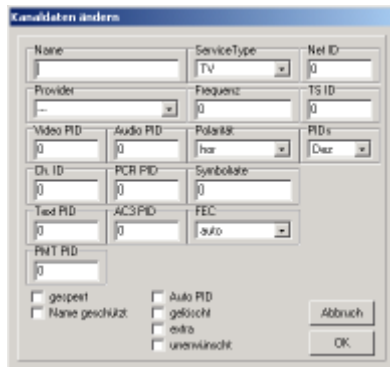 Kanaldaten ändern
Name ServiceType Net ID
TV 0
Provider Frequenz TS ID
--- 0 0
Video PID Audio PID Polarität PIDs
0 0 hor Dez
Ch. ID PCR PID Symbolrate
0 0 0
Text PID AC3 PID FEC
0 0 auto
PMT PID
0
gesperrt Auto PID
Name geschützt gelöscht Abbruch
extra
unerwünscht OK